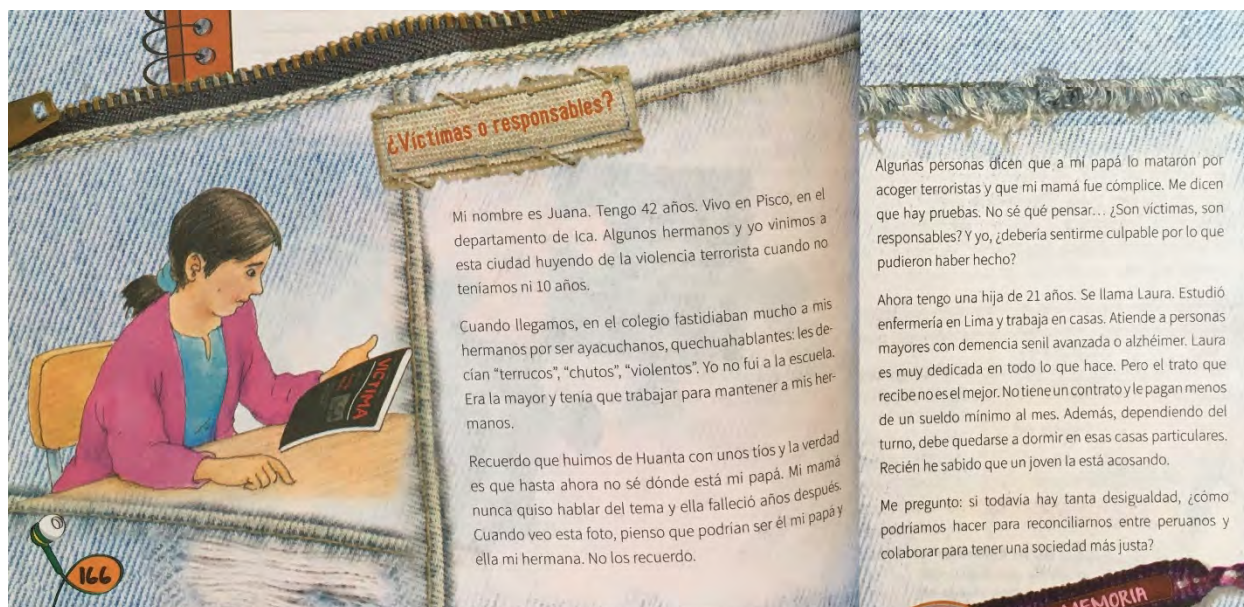 ¿Víctimas o responsables?
Mi nombre es Juana. Tengo 42 años. Vivo en Pisco, en el
departamento de Ica. Algunos hermanos y yo vinimos a
esta ciudad huyendo de la violencia terrorista cuando no
teníamos ni 10 años.
Cuando llegamos, en el colegio fastidiaban mucho a mis
hermanos por ser ayacuchanos, quechuahablantes: les de-
cían “terrucos”, “chutos”, “violentos”. Yo no fui a la escuela.
Era la mayor y tenía que trabajar para mantener a mis her-
manos.
Recuerdo que huimos de Huanta con unos tíos y la verdad
es que hasta ahora no sé dónde está mi papá. Mi mamá
nunca quiso hablar del tema y ella falleció años después.
Cuando veo esta foto, pienso que podrían ser él mi papá y
ella mi hermana. No los recuerdo.
VICTIMA
166
Algunas personas dicen que a mi papá lo mataron por
acoger terroristas y que mi mamá fue cómplice. Me dicen
que hay pruebas. No sé qué pensar... ¿Son víctimas, son
responsables? Y yo, ¿debería sentirme culpable por lo que
pudieron haber hecho?
Ahora tengo una hija de 21 años. Se llama Laura. Estudió
enfermería en Lima y trabaja en casas. Atiende a personas
mayores con demencia senil avanzada o alzhéimer. Laura
es muy dedicada en todo lo que hace. Pero el trato que
recibe no es el mejor. No tiene un contrato y le pagan menos
de un sueldo mínimo al mes. Además, dependiendo del
turno, debe quedarse a dormir en esas casas particulares.
Recién he sabido que un joven la está acosando.
Me pregunto: si todavía hay tanta desigualdad, ¿cómo
podríamos hacer para reconciliarnos entre peruanos y
colaborar para tener una sociedad más justa?
MEMORIA